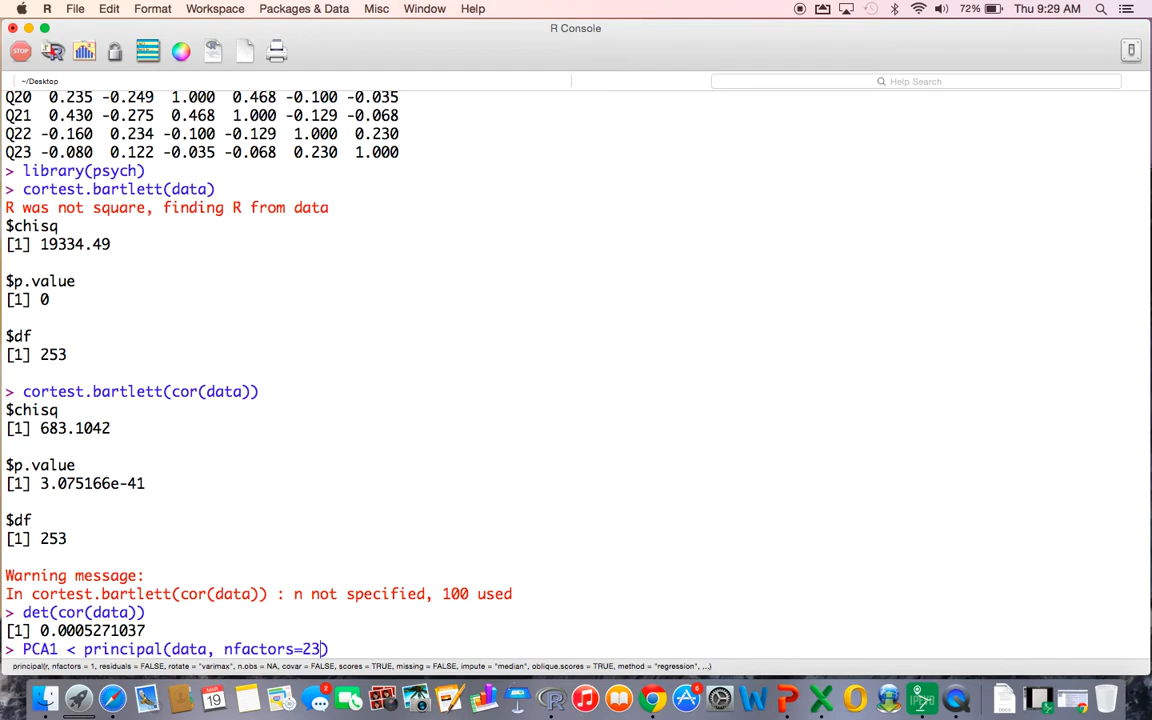 R File Edit Format Workspace Packages & Data Misc Window Help 72% Thu 9:29 AM
R Console
~/Desktop Help Search
Q20 0.235 -0.249 1.000 0.468 -0.100 -0.035
Q21 0.430 -0.275 0.468 1.000 -0.129 -0.068
Q22 -0.160 0.234 -0.100 -0.129 1.000 0.230
Q23 -0.080 0.122 -0.035 -0.068 0.230 1.000
> library(psych)
> cortest.bartlett(data)
R was not square, finding R from data
$chisq
[1] 19334.49
$p.value
[1] 0
$df
[1] 253
> cortest.bartlett(cor(data))
$chisq
[1] 683.1042
$p.value
[1] 3.075166e-41
$df
[1] 253
Warning message:
In cortest.bartlett(cor(data)) : n not specified, 100 used
> det(cor(data))
[1] 0.0005271037
> PCA1 < principal(data, nfactors=23)
principal(r, nfactors = 1, residuals = FALSE, rotate = "varimax", n.obs = NA, covar = FALSE, scores = TRUE, missing = FALSE, impute = "median", oblique.scores = TRUE, method = "regression", ...)